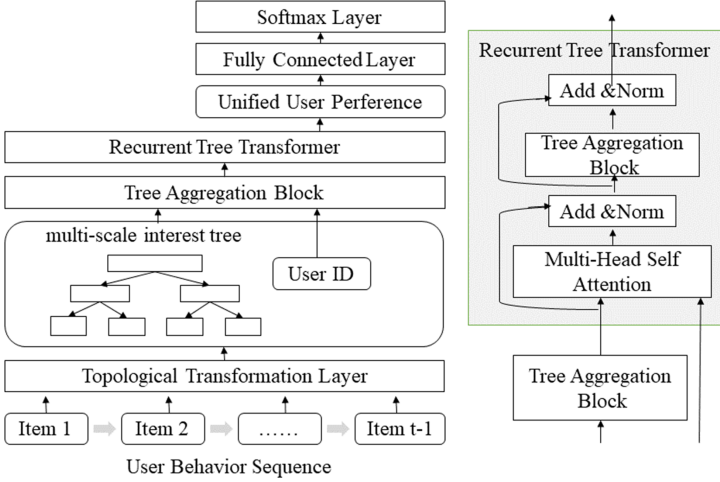 Softmax Layer
Fully Connected Layer
Unified User Perference
Recurrent Tree Transformer
Tree Aggregation Block
multi-scale interest tree
User ID
Topological Transformation Layer
Item 1
Item 2
......
Item t-1
User Behavior Sequence
Recurrent Tree Transformer
Add &Norm
Tree Aggregation
Block
Add &Norm
Multi-Head Self
Attention
Tree Aggregation
Block